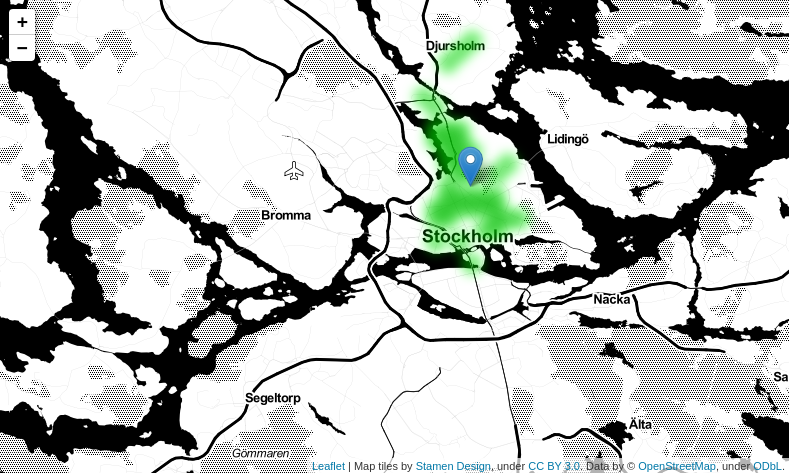 +
−
Djursholm
Lidingö
Bromma
Stockholm
Nacka
Sa
Segeltorp
Älta
Gömmaren
Leaflet | Map tiles by Stamen Design, under CC BY 3.0. Data by © OpenStreetMap, under ODbL.